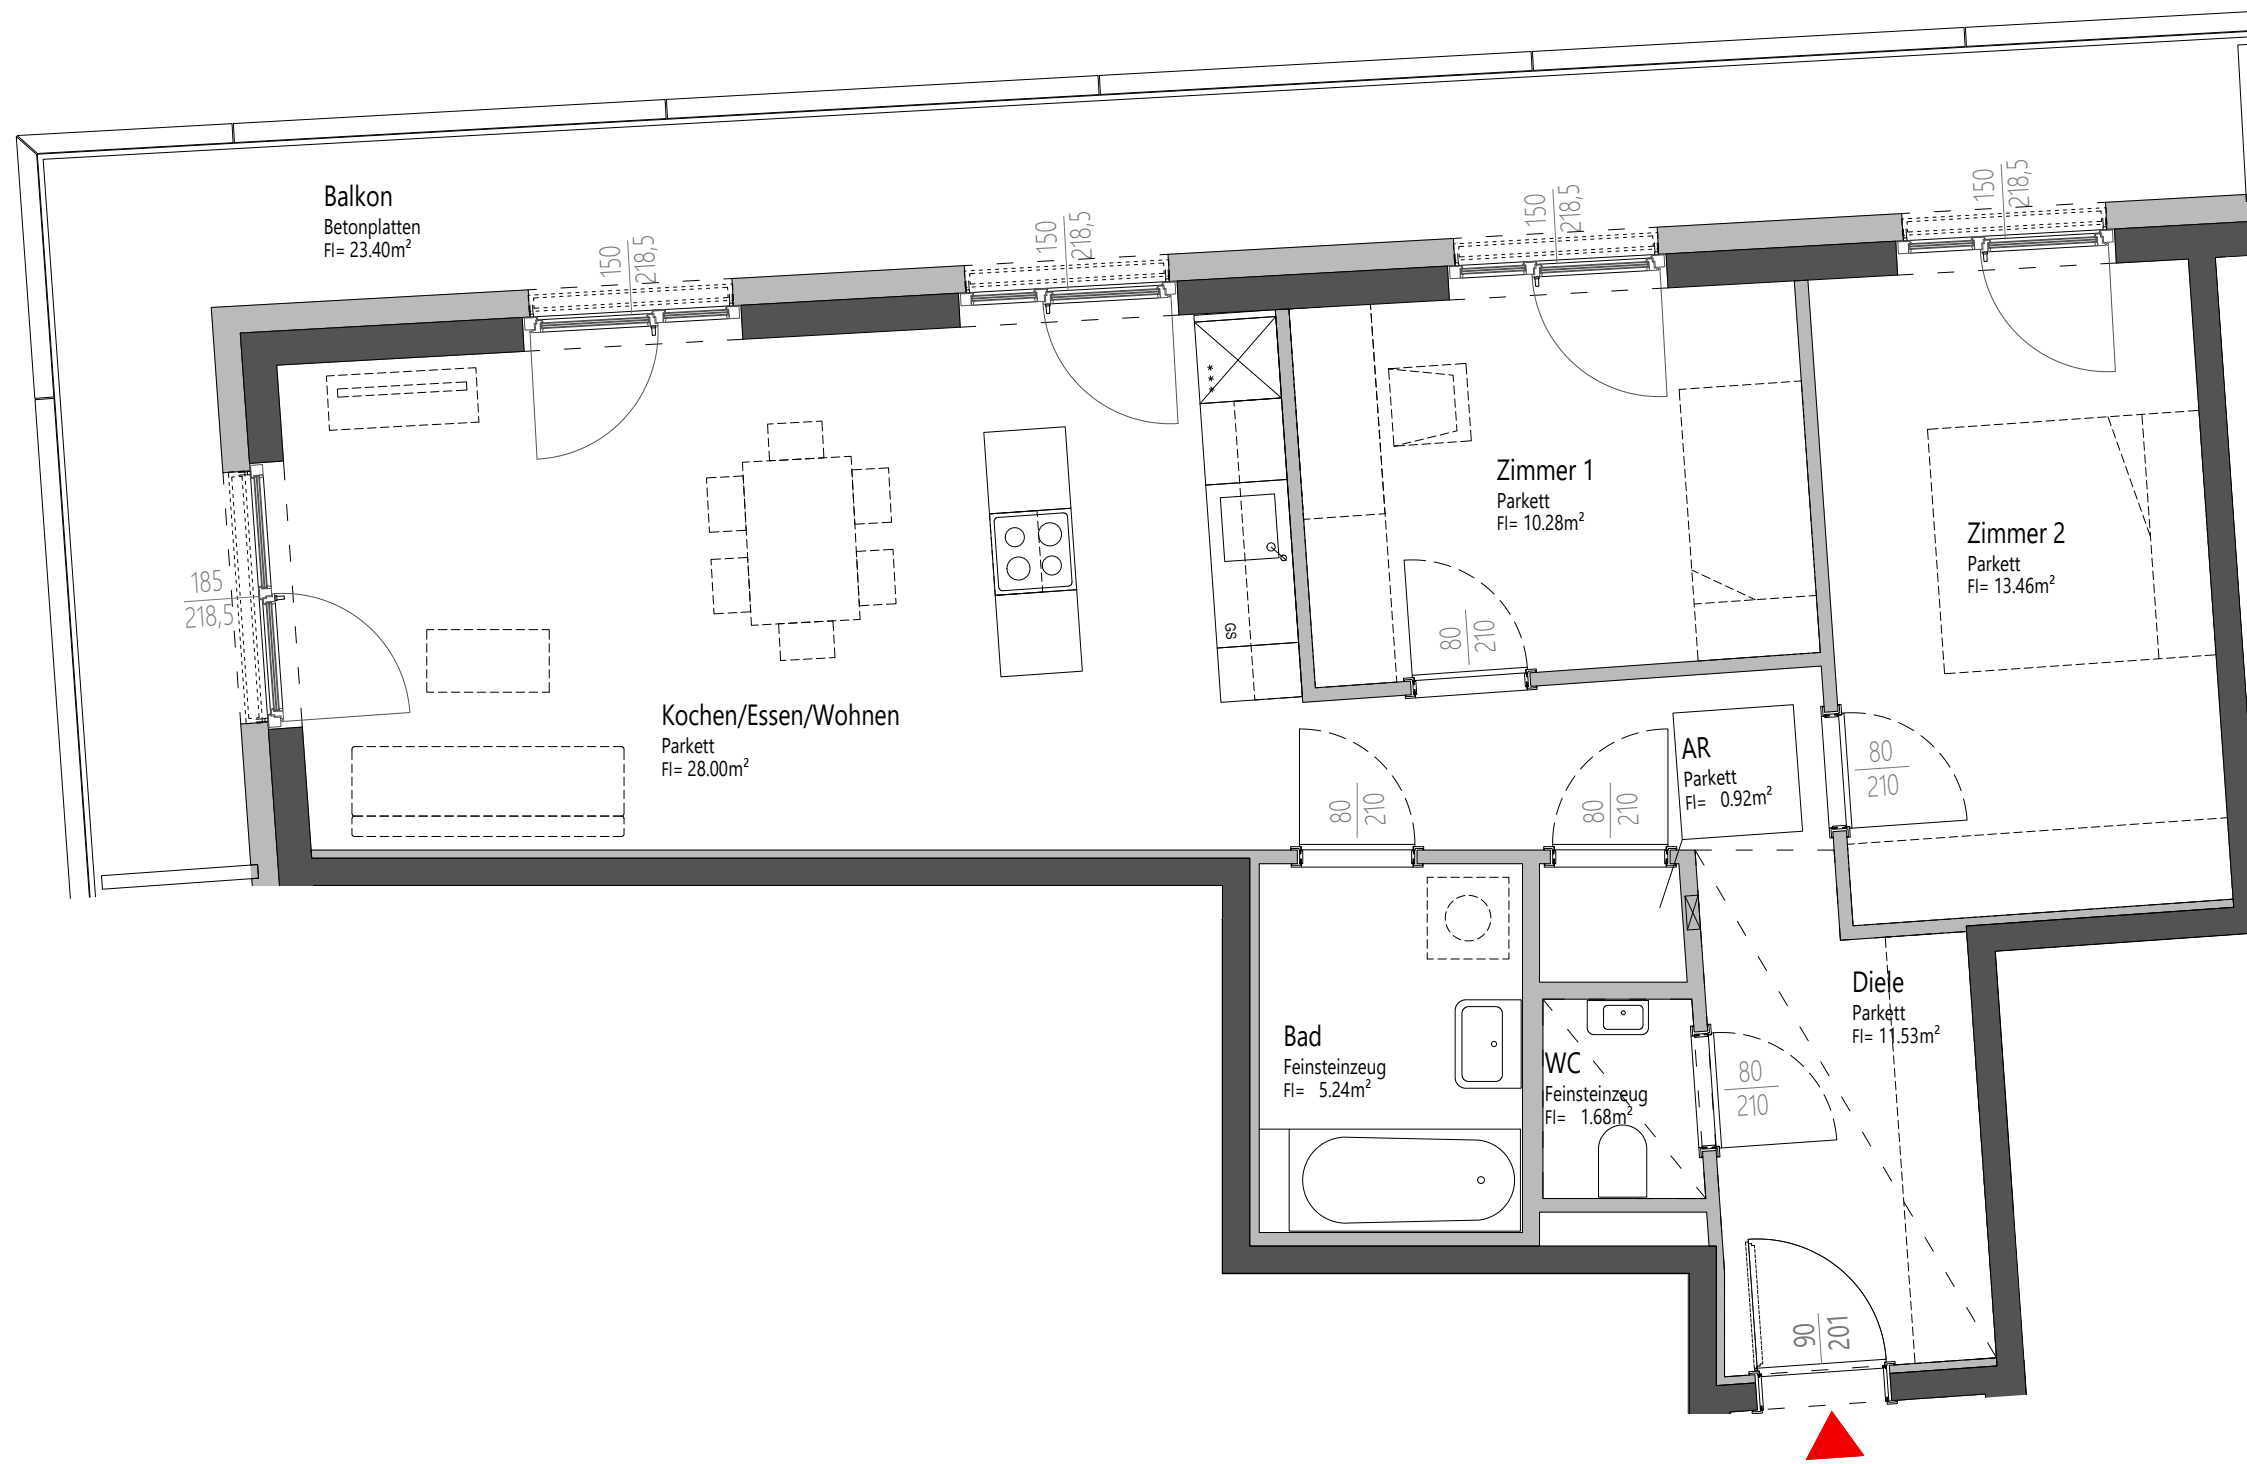 Balkon
Betonplatten
Fl= 23.40m²
150
218,5
150
218,5
150
218,5
150
218,5
185
218,5
***
GS
Zimmer 1
Parkett
Fl= 10.28m²
80
210
Zimmer 2
Parkett
Fl= 13.46m²
80
210
Kochen/Essen/Wohnen
Parkett
Fl= 28.00m²
80
210
80
210
AR
Parkett
Fl= 0.92m²
Diele
Parkett
Fl= 11.53m²
Bad
Feinsteinzeug
Fl= 5.24m²
WC
Feinsteinzeug
Fl= 1.68m²
80
210
90
201